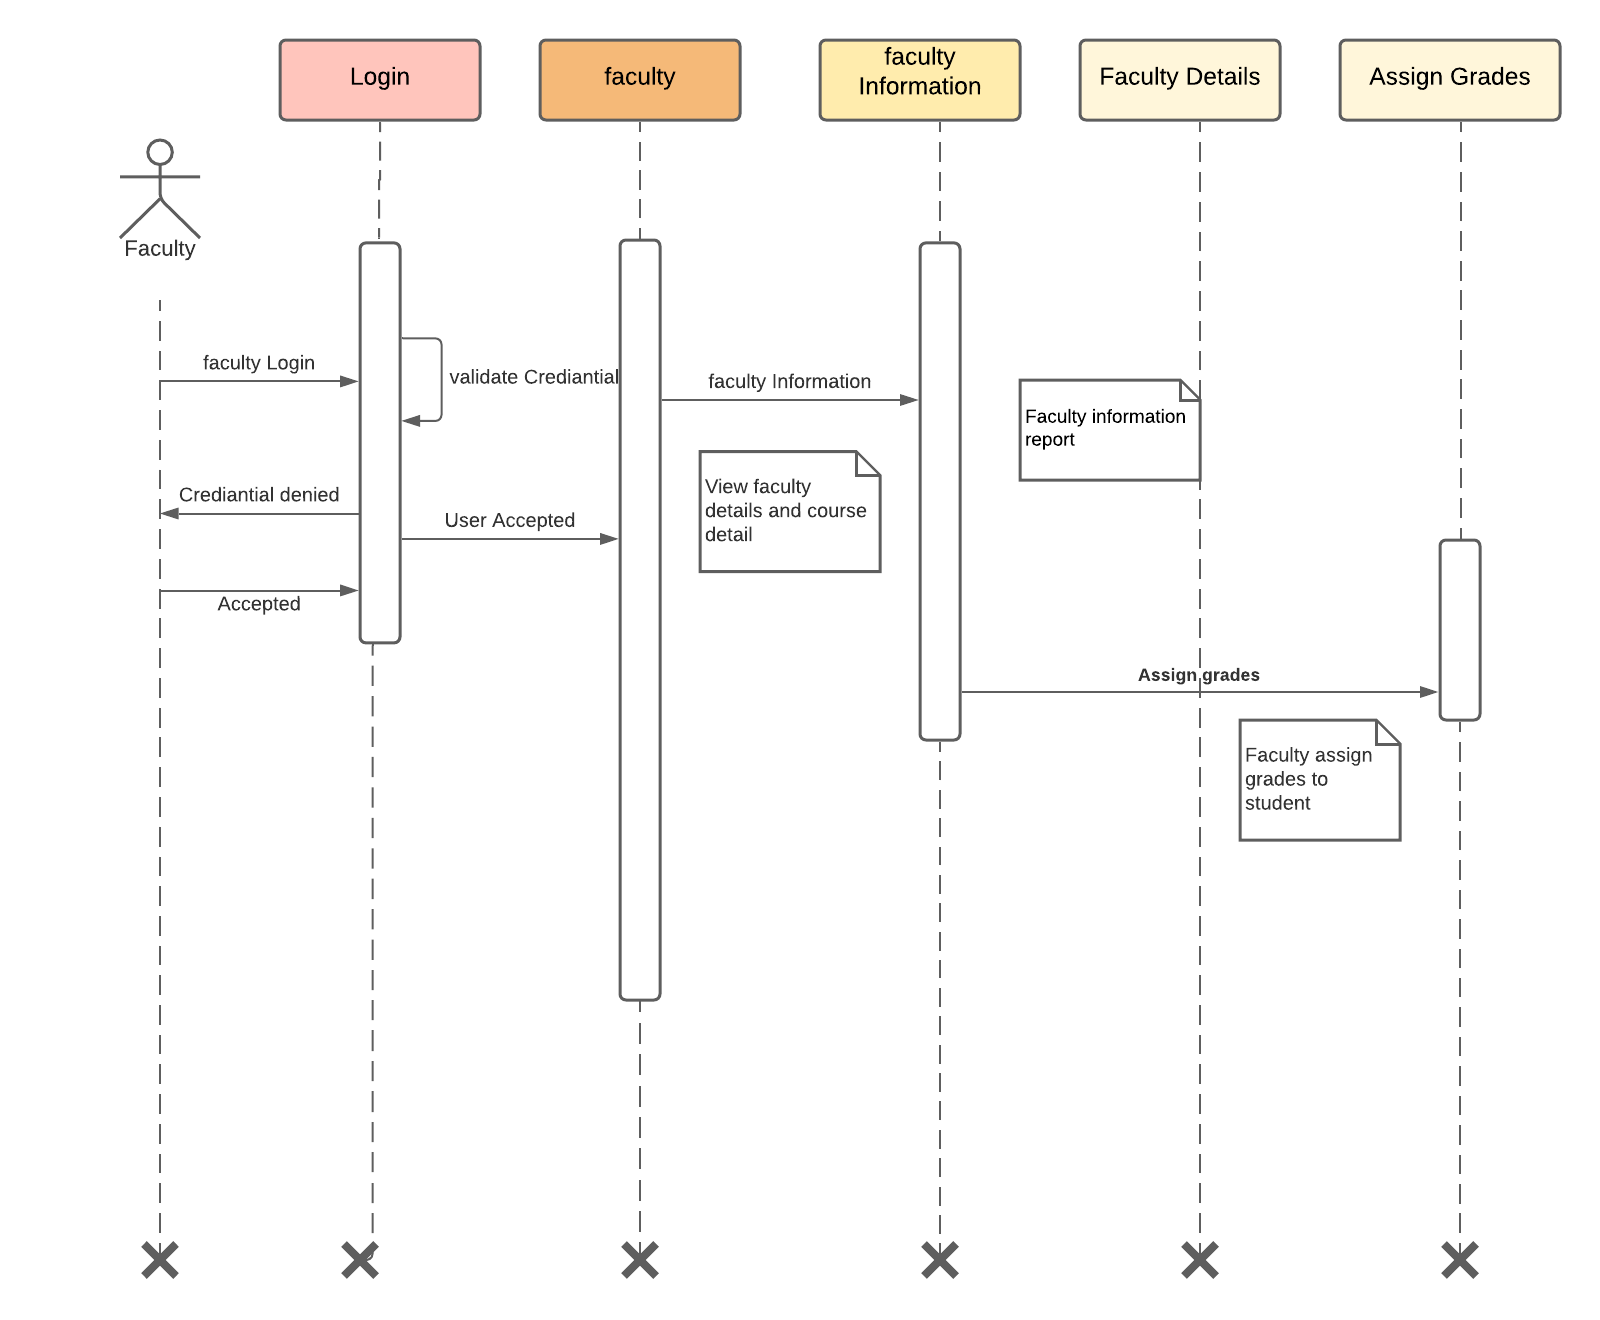 Login
faculty
faculty
Information
Faculty Details
Assign Grades
Faculty
faculty Login
validate Crediantial
faculty Information
Faculty information
report
Crediantial denied
User Accepted
View faculty
details and course
detail
Accepted
Assign grades
Faculty assign
grades to
student